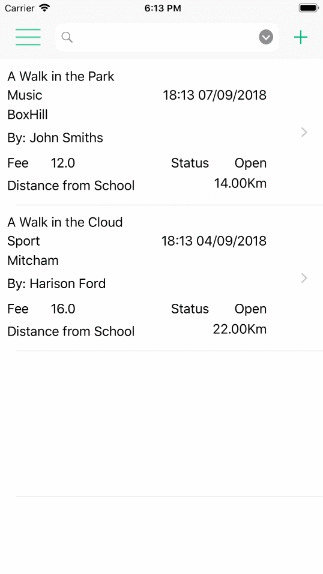 Carrier 6:13 PM
A Walk in the Park
Music 18:13 07/09/2018
BoxHill
By: John Smiths
Fee 12.0 Status Open
Distance from School 14.00Km
A Walk in the Cloud
Sport 18:13 04/09/2018
Mitcham
By: Harison Ford
Fee 16.0 Status Open
Distance from School 22.00Km